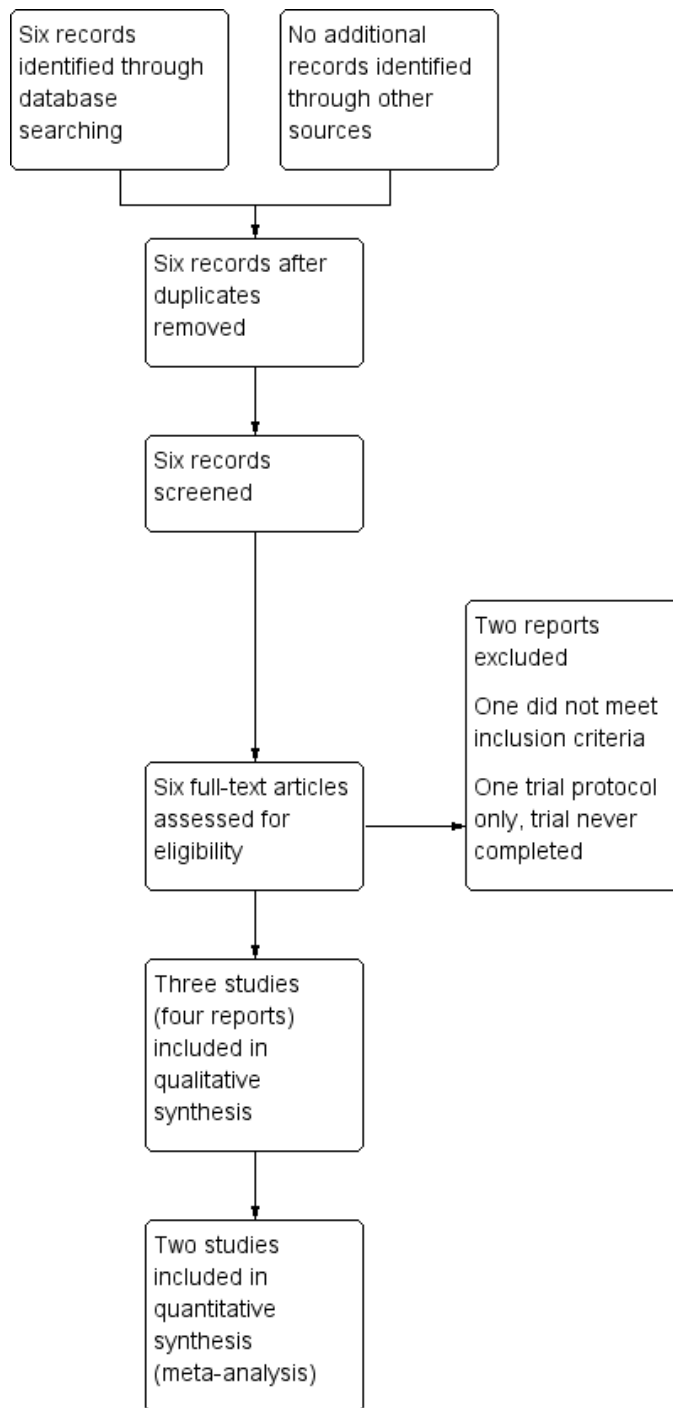 Six records
identified through
database
searching
No additional
records identified
through other
sources
Six records after
duplicates
removed
Six records
screened
Two reports
excluded
One did not meet
inclusion criteria
One trial protocol
only, trial never
completed
Six full-text articles
assessed for
eligibility
Three studies
(four reports)
included in
qualitative
synthesis
Two studies
included in
quantitative
synthesis
(meta-analysis)